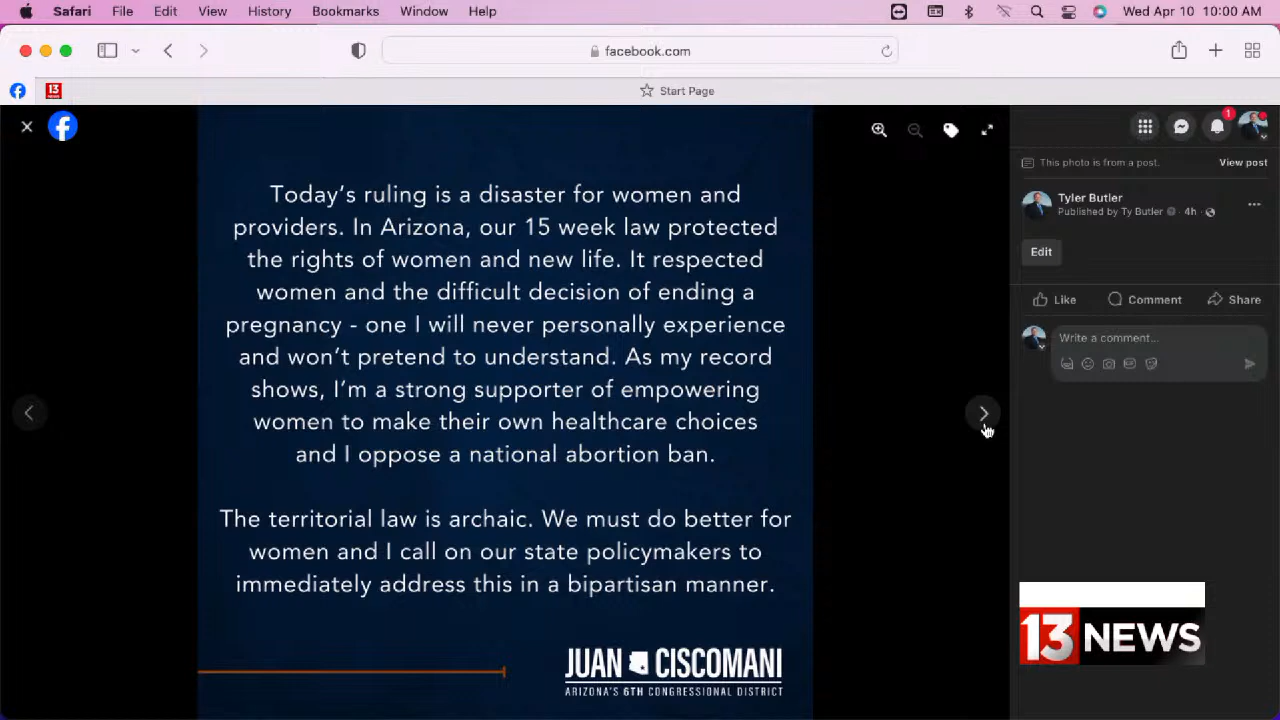 Safari File Edit View History Bookmarks Window Help Wed Apr 10 10:00 AM
facebook.com
13 NEWS Start Page
This photo is from a post. View post
Tyler Butler
Published by Ty Butler · 4h ·
Edit
Like Comment Share
Write a comment...
1
Today's ruling is a disaster for women and
providers. In Arizona, our 15 week law protected
the rights of women and new life. It respected
women and the difficult decision of ending a
pregnancy - one I will never personally experience
and won't pretend to understand. As my record
shows, I'm a strong supporter of empowering
women to make their own healthcare choices
and I oppose a national abortion ban.
The territorial law is archaic. We must do better for
women and I call on our state policymakers to
immediately address this in a bipartisan manner.
JUAN CISCOMANI
ARIZONA'S 6TH CONGRESSIONAL DISTRICT
13 NEWS